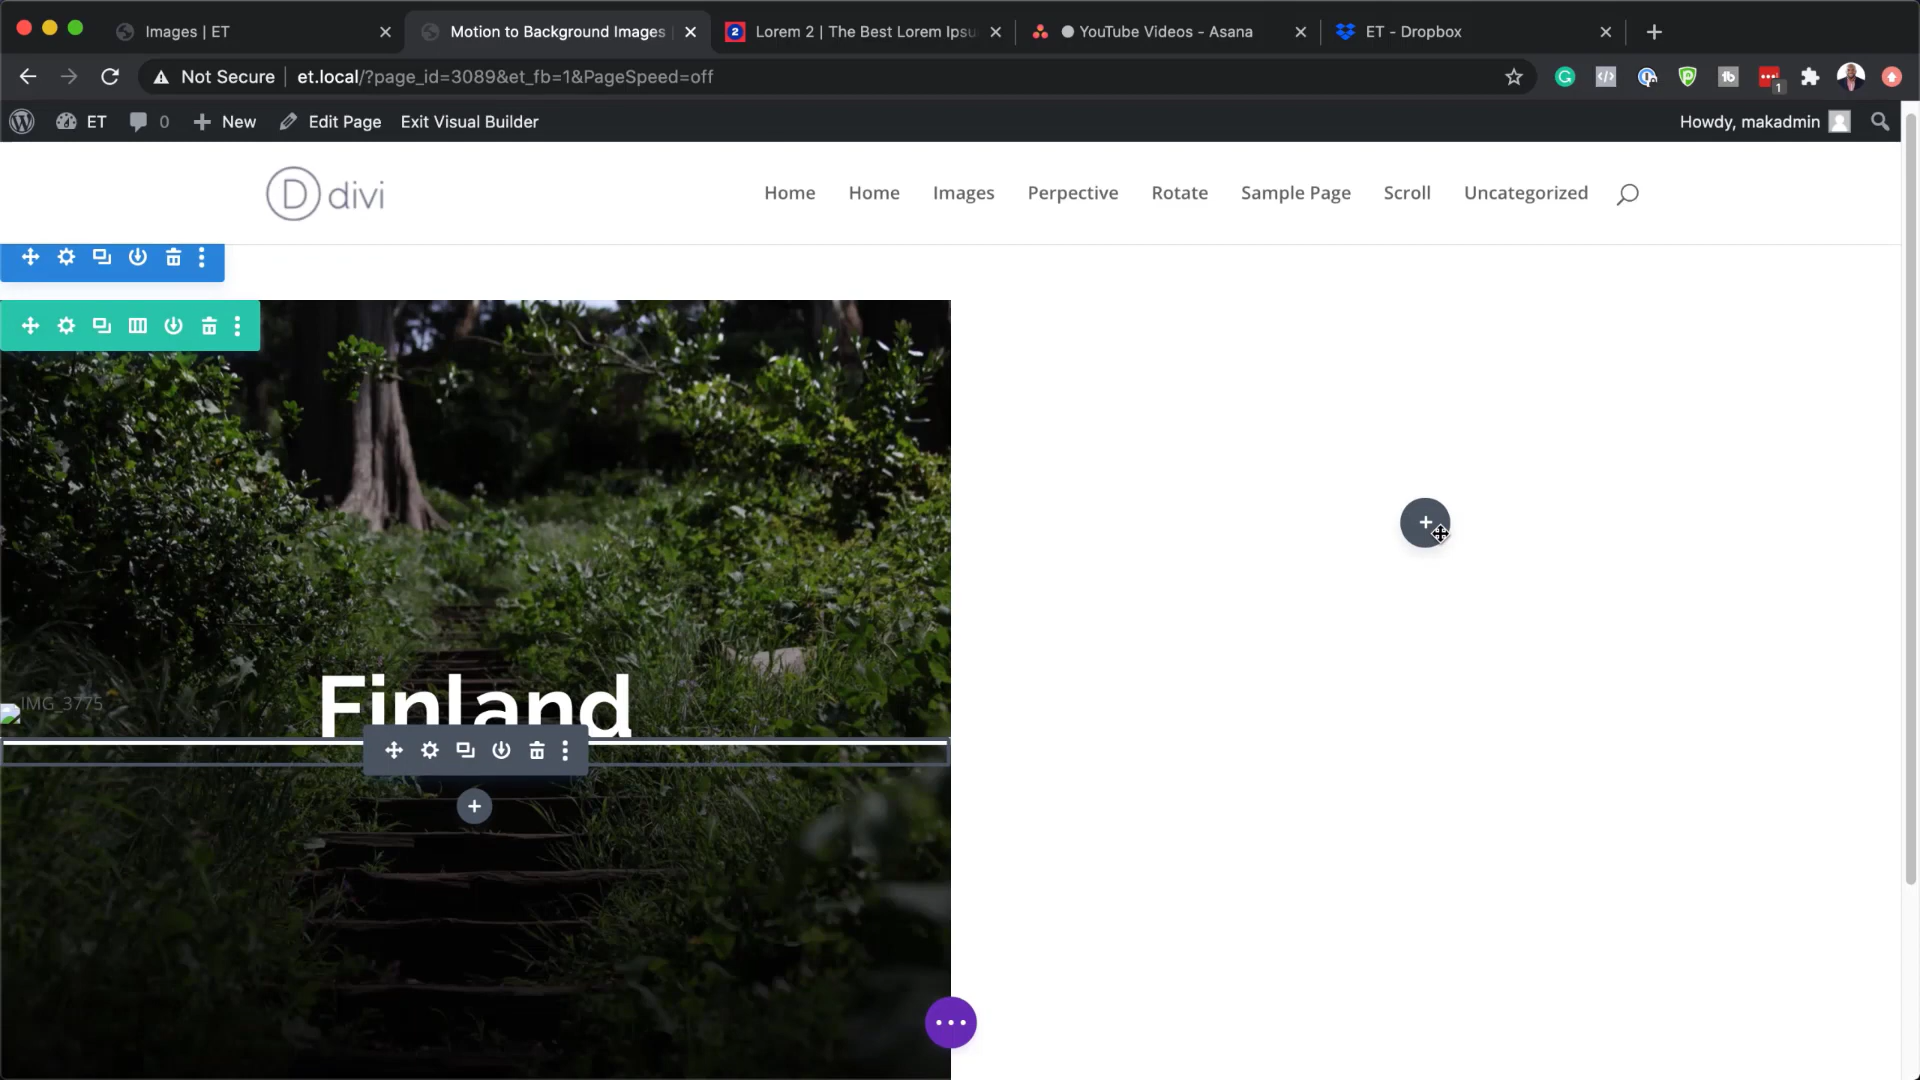 Images | ET
Motion to Background Images
Lorem 2 | The Best Lorem Ipsu
YouTube Videos - Asana
ET - Dropbox
Not Secure
et.local/?page_id=3089&et_fb=1&PageSpeed=off
1
ET
0
New
Edit Page
Exit Visual Builder
Howdy, makadmin
D divi
Home
Home
Images
Perpective
Rotate
Sample Page
Scroll
Uncategorized
IMG_3775
Finland